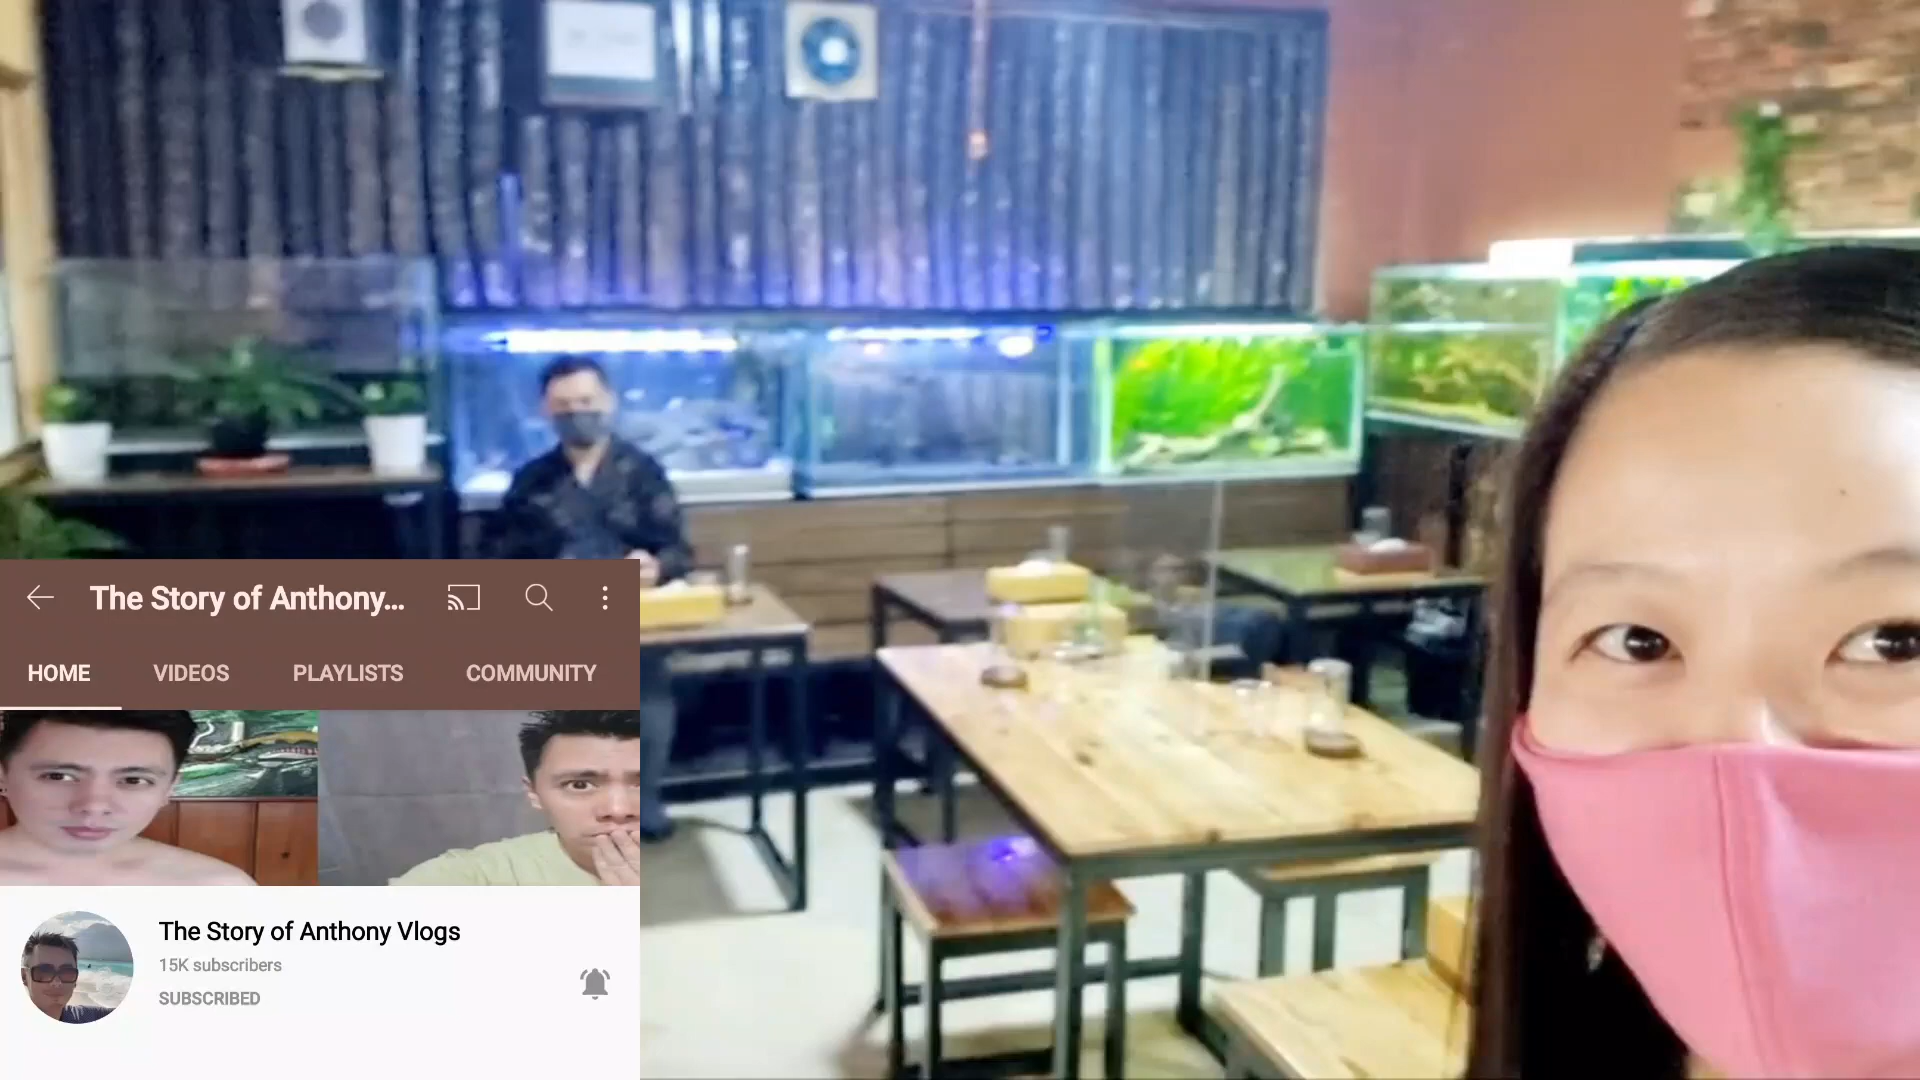 The Story of Anthony...
HOME VIDEOS PLAYLISTS COMMUNITY
The Story of Anthony Vlogs
15K subscribers
SUBSCRIBED